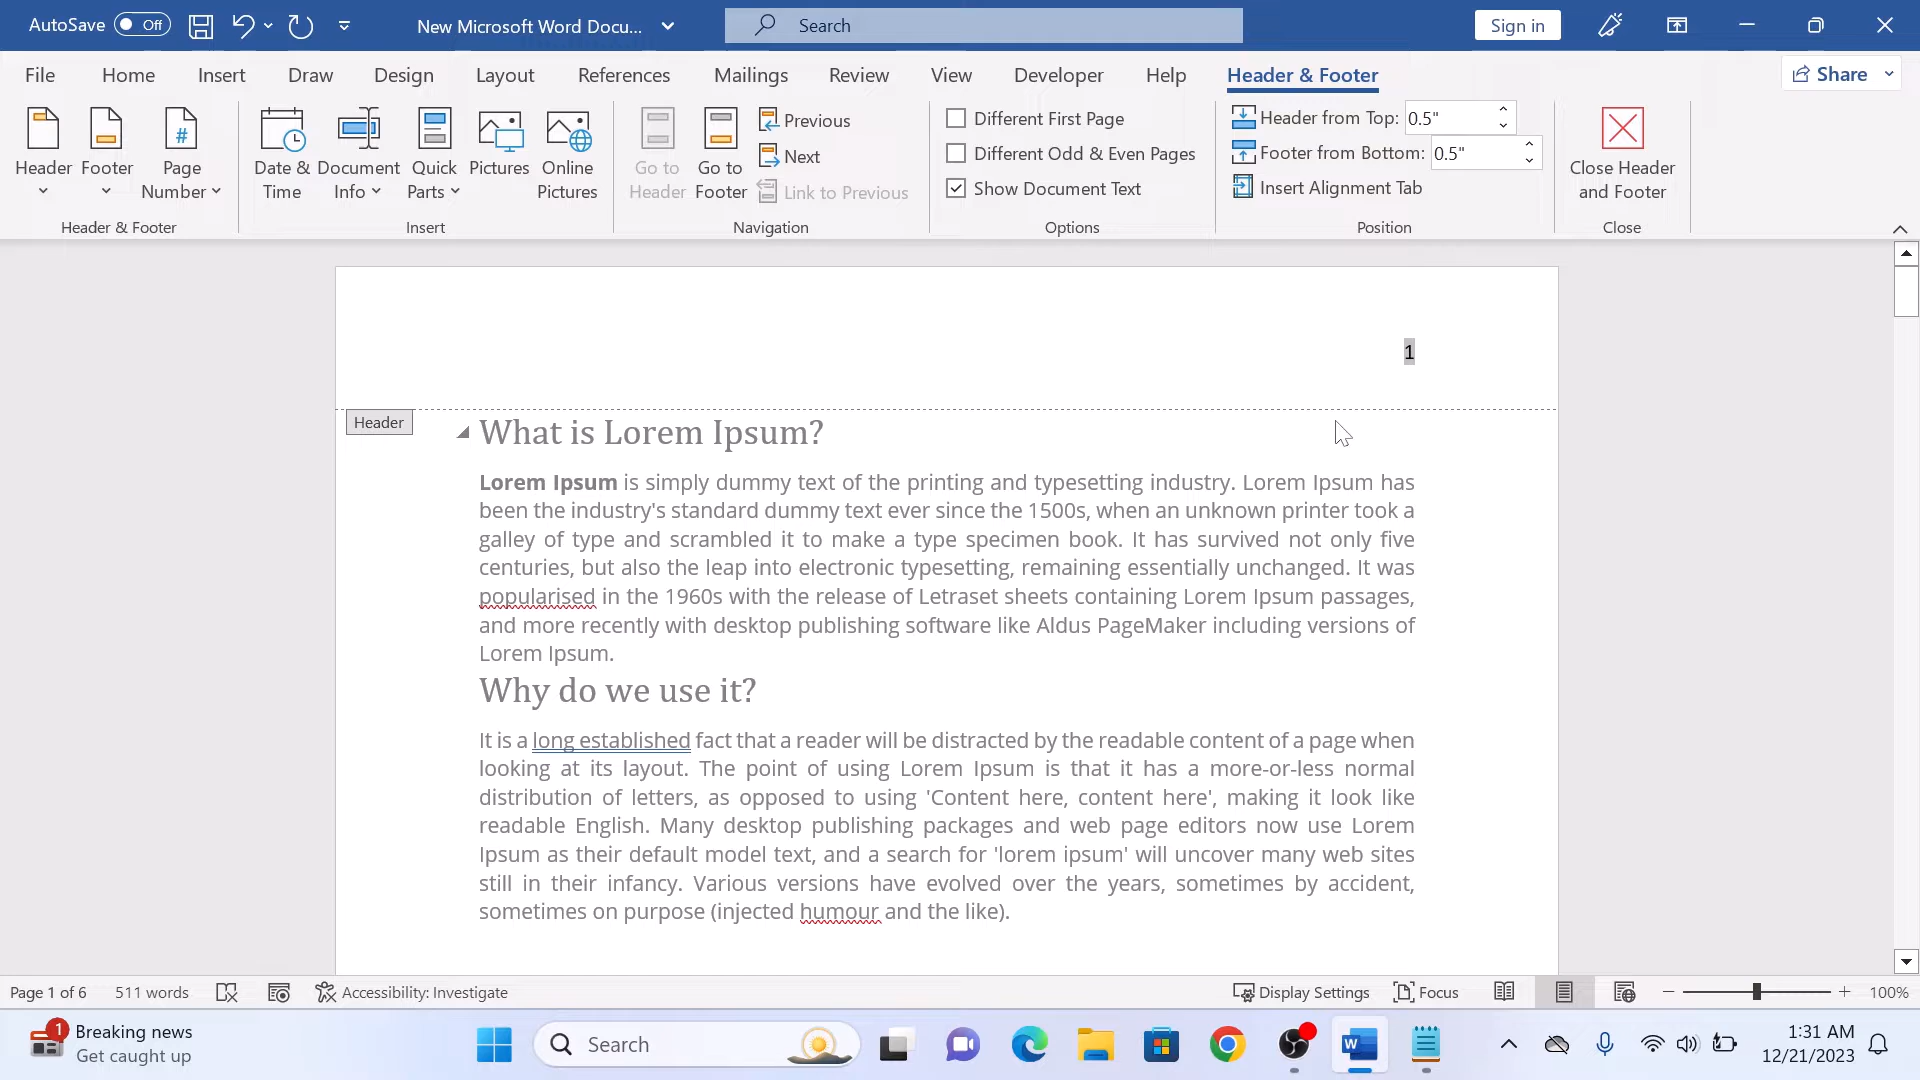 AutoSave Off New Microsoft Word Docu... Search Sign in
File Home Insert Draw Design Layout References Mailings Review View Developer Help Header & Footer Share
Header Footer Page Number
Header & Footer
Date & Time Document Info Quick Parts Pictures Online Pictures
Insert
Go to Header Go to Footer Previous Next Link to Previous
Navigation
Different First Page
Different Odd & Even Pages
Show Document Text
Options
Header from Top: 0.5"
Footer from Bottom: 0.5"
Insert Alignment Tab
Position
Close Header and Footer
Close
1
Header
What is Lorem Ipsum?
Lorem Ipsum is simply dummy text of the printing and typesetting industry. Lorem Ipsum has
been the industry's standard dummy text ever since the 1500s, when an unknown printer took a
galley of type and scrambled it to make a type specimen book. It has survived not only five
centuries, but also the leap into electronic typesetting, remaining essentially unchanged. It was
popularised in the 1960s with the release of Letraset sheets containing Lorem Ipsum passages,
and more recently with desktop publishing software like Aldus PageMaker including versions of
Lorem Ipsum.
Why do we use it?
It is a long established fact that a reader will be distracted by the readable content of a page when
looking at its layout. The point of using Lorem Ipsum is that it has a more-or-less normal
distribution of letters, as opposed to using 'Content here, content here', making it look like
readable English. Many desktop publishing packages and web page editors now use Lorem
Ipsum as their default model text, and a search for 'lorem ipsum' will uncover many web sites
still in their infancy. Various versions have evolved over the years, sometimes by accident,
sometimes on purpose (injected humour and the like).
Page 1 of 6 511 words Accessibility: Investigate Display Settings Focus 100%
1 Breaking news
Get caught up
Search
1:31 AM
12/21/2023